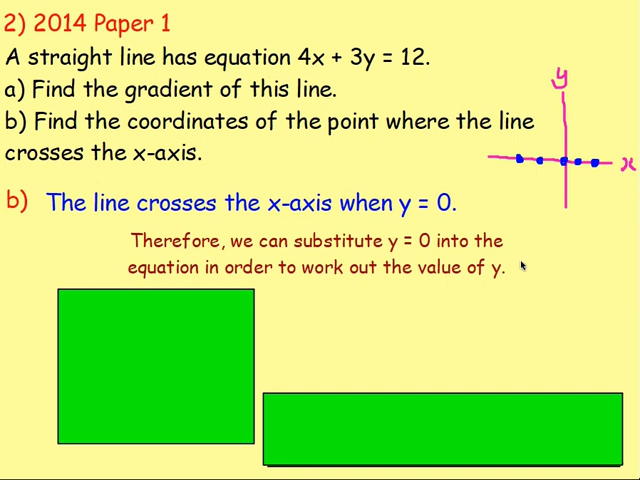 2) 2014 Paper 1
A straight line has equation 4x + 3y = 12.
a) Find the gradient of this line.
b) Find the coordinates of the point where the line
crosses the x-axis.
y
x
b) The line crosses the x-axis when y = 0.
Therefore, we can substitute y = 0 into the
equation in order to work out the value of y.